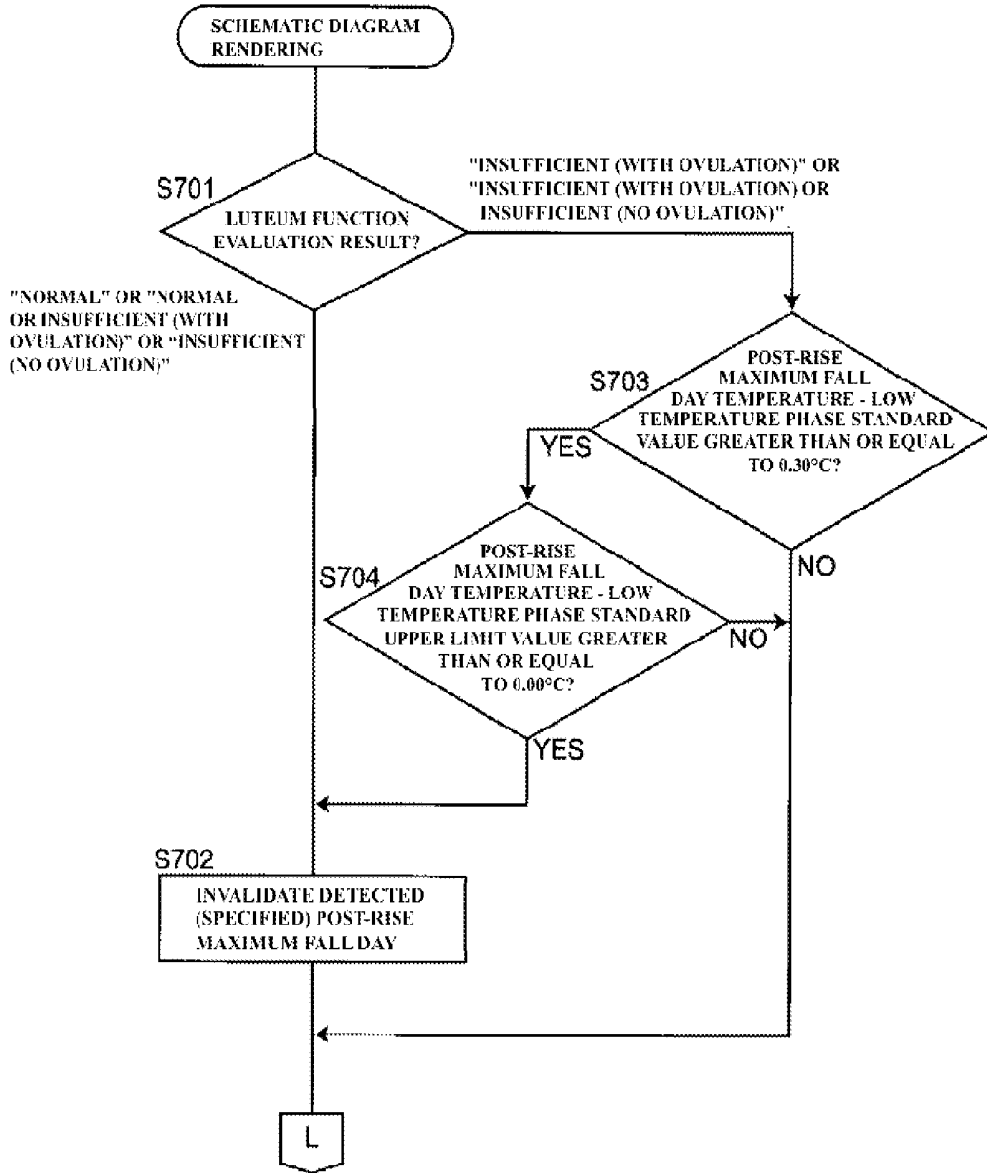 SCHEMATIC DIAGRAM
RENDERING
S701
LUTEUM FUNCTION
EVALUATION RESULT?
"INSUFFICIENT (WITH OVULATION)" OR
"INSUFFICIENT (WITH OVULATION) OR
INSUFFICIENT (NO OVULATION)"
"NORMAL" OR "NORMAL
OR INSUFFICIENT (WITH
OVULATION)" OR "INSUFFICIENT
(NO OVULATION)"
S703
POST-RISE
MAXIMUM FALL
DAY TEMPERATURE - LOW
TEMPERATURE PHASE STANDARD
VALUE GREATER THAN OR EQUAL
TO 0.30°C?
YES
NO
S704
POST-RISE
MAXIMUM FALL
DAY TEMPERATURE - LOW
TEMPERATURE PHASE STANDARD
UPPER LIMIT VALUE GREATER
THAN OR EQUAL
TO 0.00°C?
NO
YES
S702
INVALIDATE DETECTED
(SPECIFIED) POST-RISE
MAXIMUM FALL DAY
L